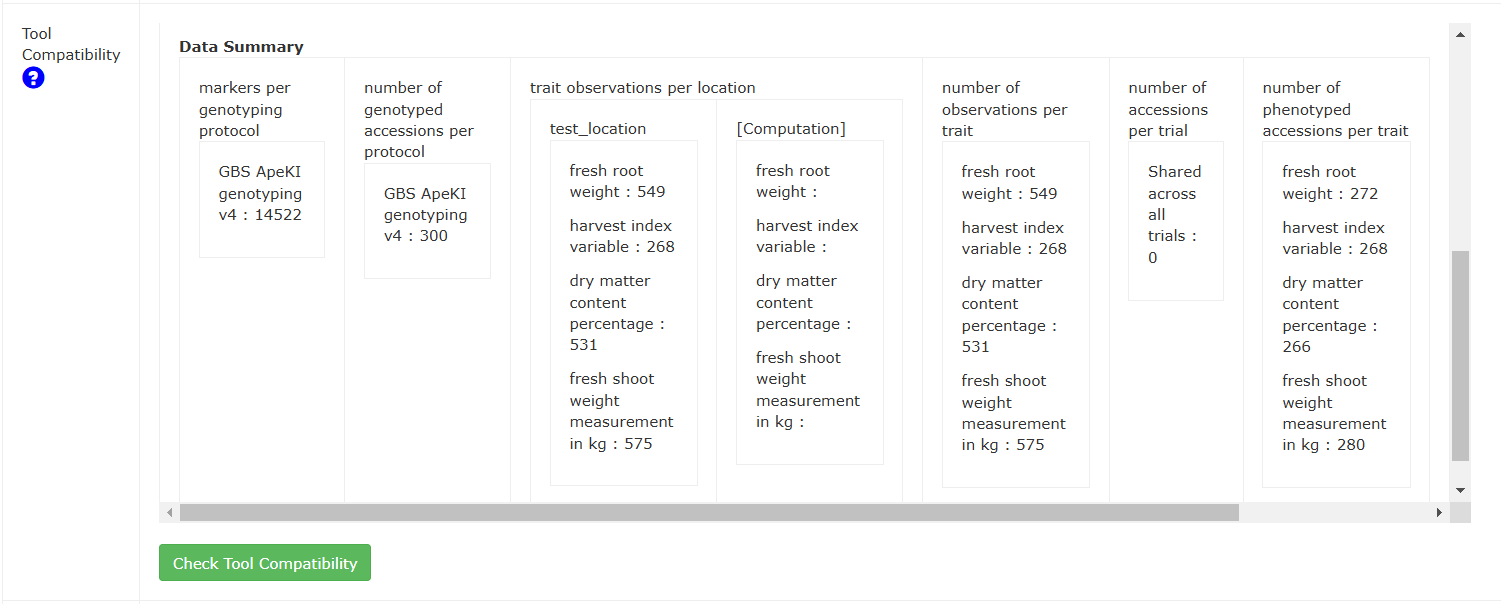 Tool
Compatibility
?
Data Summary
markers per
genotyping
protocol
GBS ApeKI
genotyping
v4 : 14522
number of
genotyped
accessions per
protocol
GBS ApeKI
genotyping
v4 : 300
trait observations per location
test_location
fresh root
weight : 549
harvest index
variable : 268
dry matter
content
percentage :
531
fresh shoot
weight
measurement
in kg : 575
[Computation]
fresh root
weight :
harvest index
variable :
dry matter
content
percentage :
fresh shoot
weight
measurement
in kg :
number of
observations per
trait
fresh root
weight : 549
harvest index
variable : 268
dry matter
content
percentage :
531
fresh shoot
weight
measurement
in kg : 575
number of
accessions
per trial
Shared
across
all
trials :
0
number of
phenotyped
accessions per trait
fresh root
weight : 272
harvest index
variable : 268
dry matter
content
percentage :
266
fresh shoot
weight
measurement
in kg : 280
Check Tool Compatibility